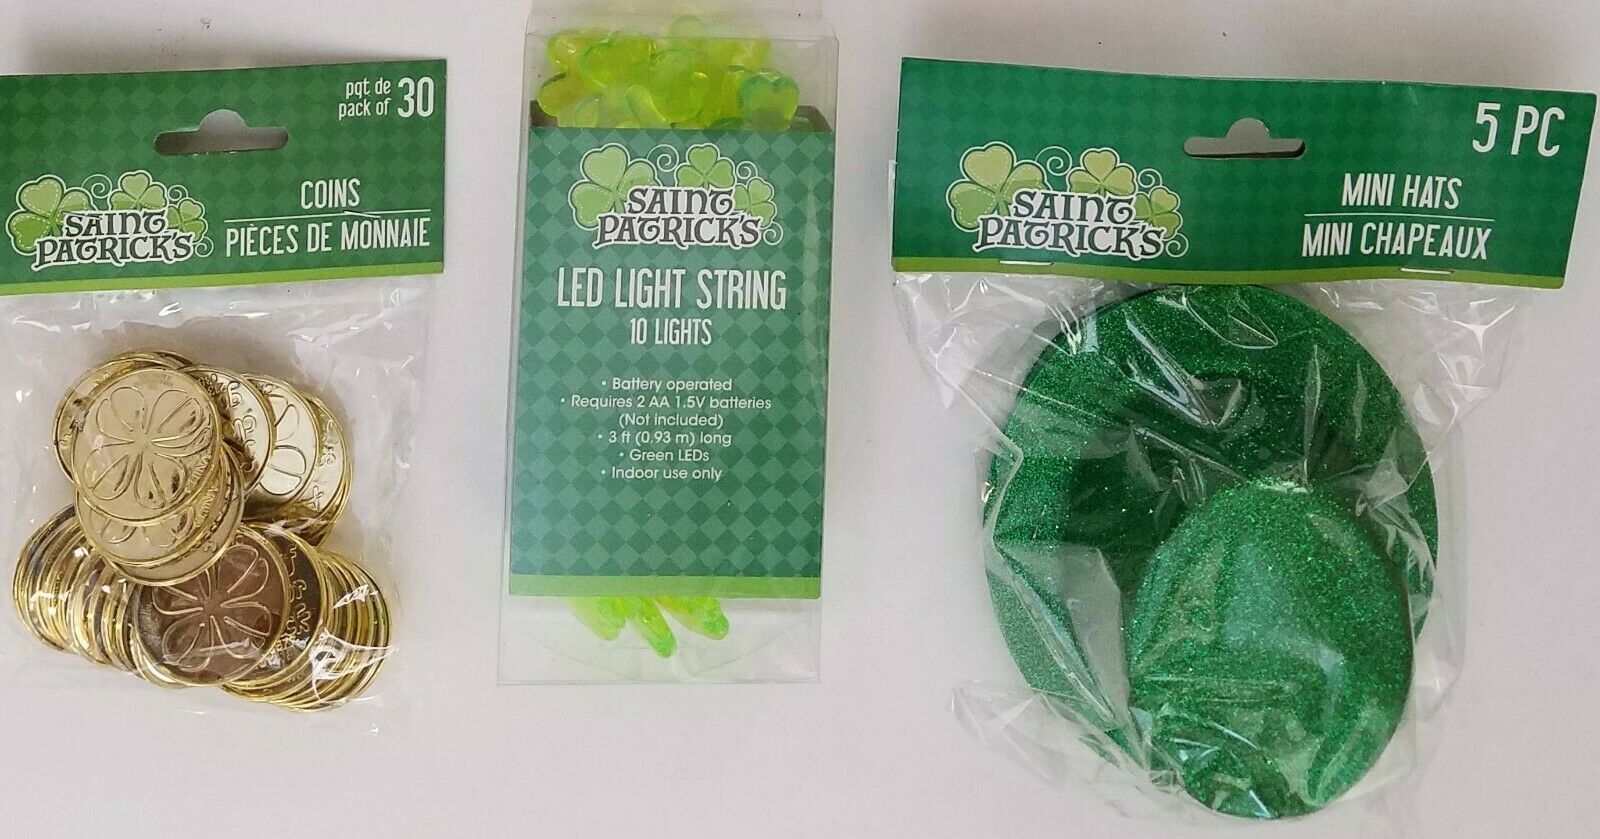 pqt de
pack of 30
SAINT
PATRICK'S
COINS
PIÈCES DE MONNAIE
SAINT
PATRICK'S
LED LIGHT STRING
10 LIGHTS
• Battery operated
• Requires 2 AA 1.5V batteries
(Not included)
• 3 ft (0.93 m) long
• Green LEDs
• Indoor use only
5 PC
SAINT
PATRICK'S
MINI HATS
MINI CHAPEAUX